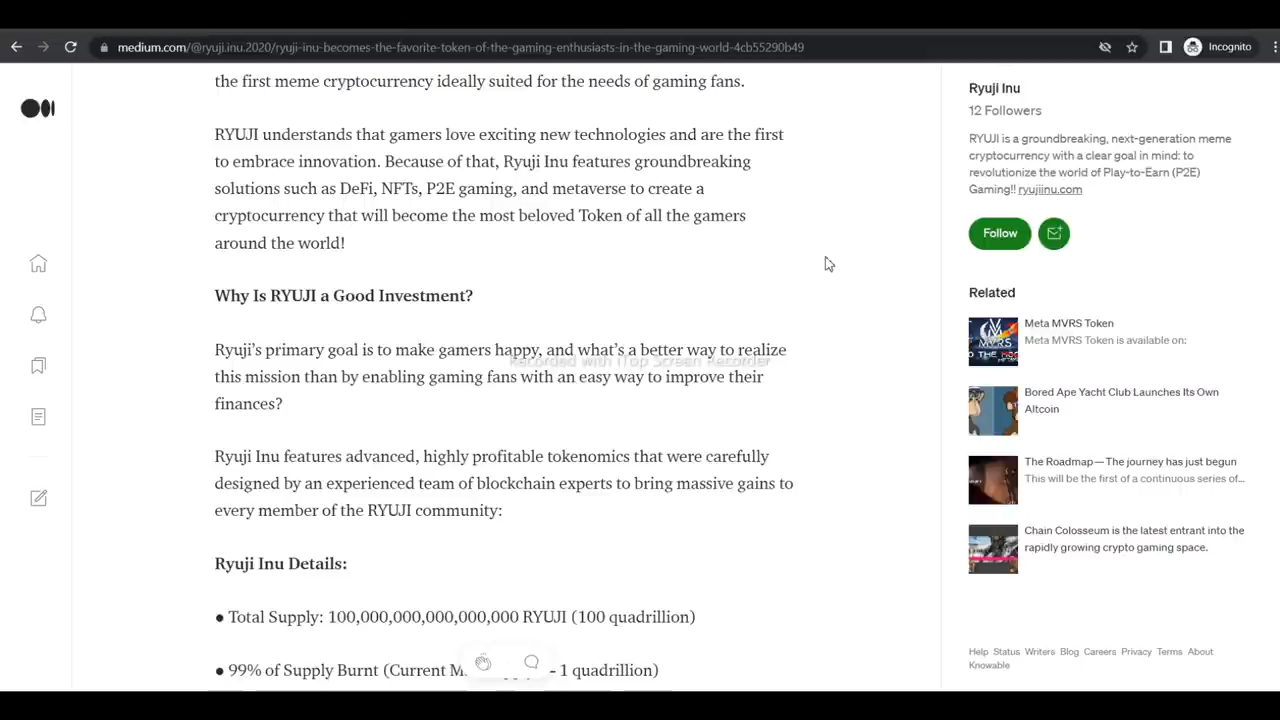 medium.com/@ryuji.inu.2020/ryuji-inu-becomes-the-favorite-token-of-the-gaming-enthusiasts-in-the-gaming-world-4cb55290b49
Incognito
the first meme cryptocurrency ideally suited for the needs of gaming fans.
RYUJI understands that gamers love exciting new technologies and are the first
to embrace innovation. Because of that, Ryuji Inu features groundbreaking
solutions such as DeFi, NFTs, P2E gaming, and metaverse to create a
cryptocurrency that will become the most beloved Token of all the gamers
around the world!
Why Is RYUJI a Good Investment?
Ryuji's primary goal is to make gamers happy, and what's a better way to realize
Recorded with iTop Screen Recorder
this mission than by enabling gaming fans with an easy way to improve their
finances?
Ryuji Inu features advanced, highly profitable tokenomics that were carefully
designed by an experienced team of blockchain experts to bring massive gains to
every member of the RYUJI community:
Ryuji Inu Details:
● Total Supply: 100,000,000,000,000,000 RYUJI (100 quadrillion)
● 99% of Supply Burnt (Current M - 1 quadrillion)
Ryuji Inu
12 Followers
RYUJI is a groundbreaking, next-generation meme
cryptocurrency with a clear goal in mind: to
revolutionize the world of Play-to-Earn (P2E)
Gaming!! ryujiinu.com
Follow
Related
MVRS
Meta MVRS Token
Meta MVRS Token is available on:
Bored Ape Yacht Club Launches Its Own
Altcoin
The Roadmap — The journey has just begun
This will be the first of a continuous series of...
Chain Colosseum is the latest entrant into the
rapidly growing crypto gaming space.
Help Status Writers Blog Careers Privacy Terms About
Knowable